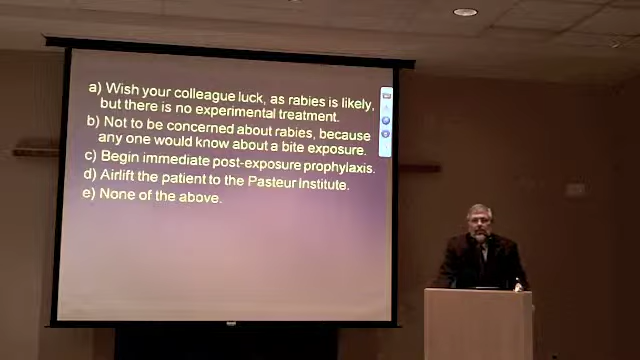 a) Wish your colleague luck, as rabies is likely,
but there is no experimental treatment.
b) Not to be concerned about rabies, because
any one would know about a bite exposure.
c) Begin immediate post-exposure prophylaxis.
d) Airlift the patient to the Pasteur Institute.
e) None of the above.